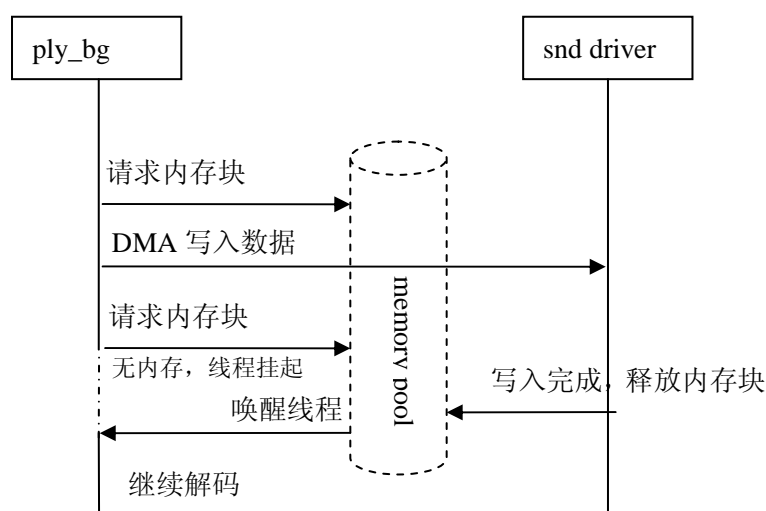 ply_bg
snd driver
请求内存块
DMA 写入数据
请求内存块
无内存，线程挂起
memory pool
写入完成，释放内存块
唤醒线程
继续解码